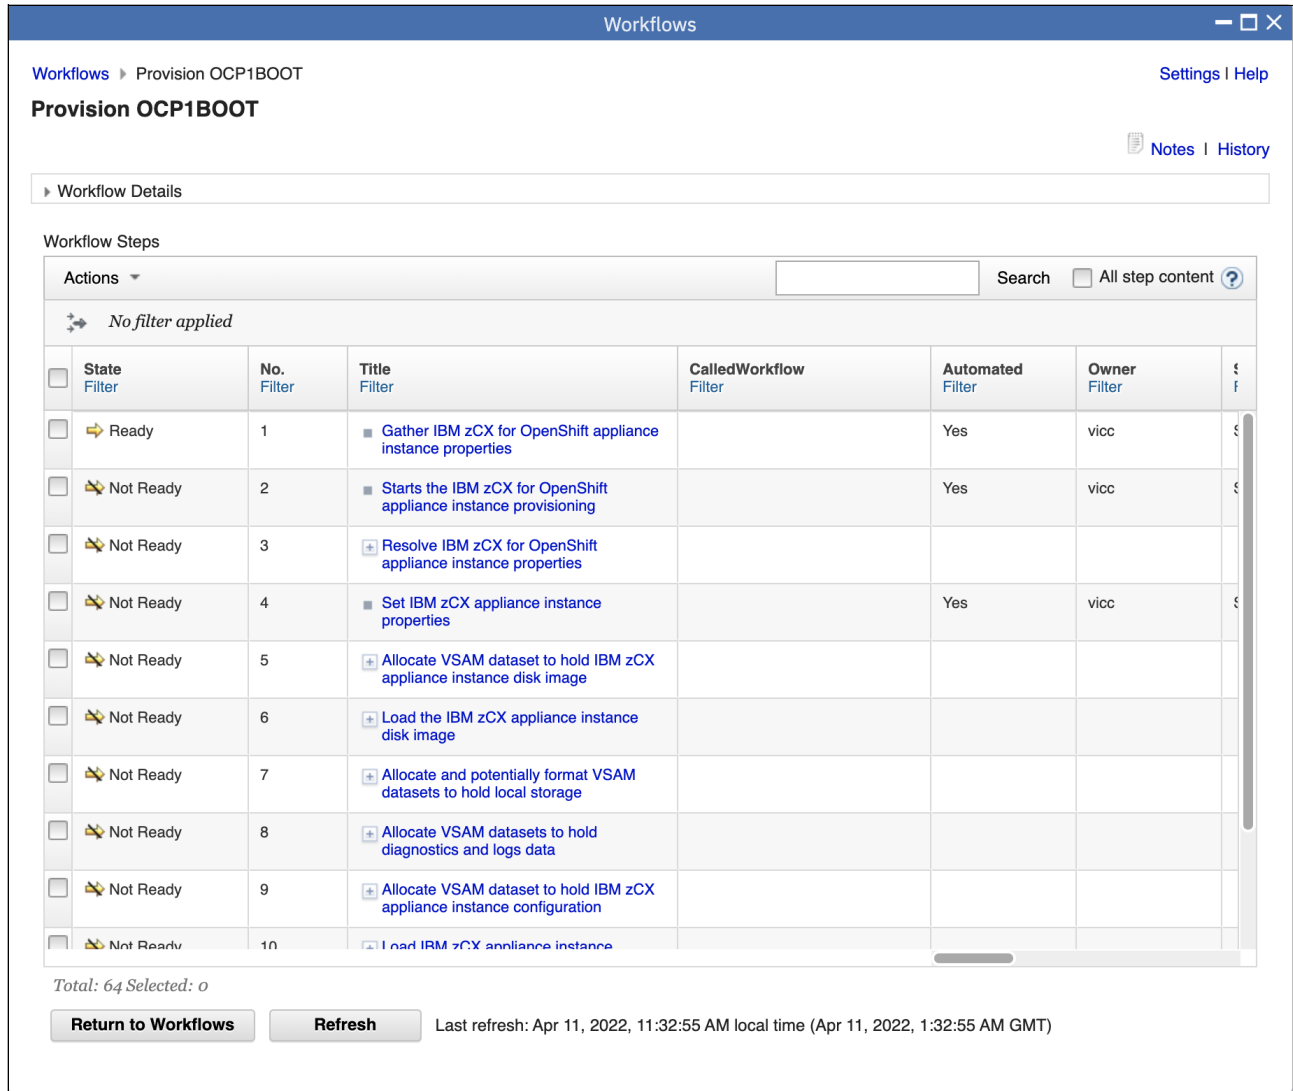 Workflows
Workflows Provision OCP1BOOT Settings | Help
Provision OCP1BOOT
Notes | History
Workflow Details
Workflow Steps
Actions Search All step content ?
No filter applied
State No. Title CalledWorkflow Automated Owner
Filter Filter Filter Filter Filter Filter
Ready 1 Gather IBM zCX for OpenShift appliance Yes vicc
instance properties
Not Ready 2 Starts the IBM zCX for OpenShift Yes vicc
appliance instance provisioning
Not Ready 3 Resolve IBM zCX for OpenShift
appliance instance properties
Not Ready 4 Set IBM zCX appliance instance Yes vicc
properties
Not Ready 5 Allocate VSAM dataset to hold IBM zCX
appliance instance disk image
Not Ready 6 Load the IBM zCX appliance instance
disk image
Not Ready 7 Allocate and potentially format VSAM
datasets to hold local storage
Not Ready 8 Allocate VSAM datasets to hold
diagnostics and logs data
Not Ready 9 Allocate VSAM dataset to hold IBM zCX
appliance instance configuration
Not Ready 10 Load IBM zCX appliance instance
Total: 64 Selected: 0
Return to Workflows Refresh Last refresh: Apr 11, 2022, 11:32:55 AM local time (Apr 11, 2022, 1:32:55 AM GMT)